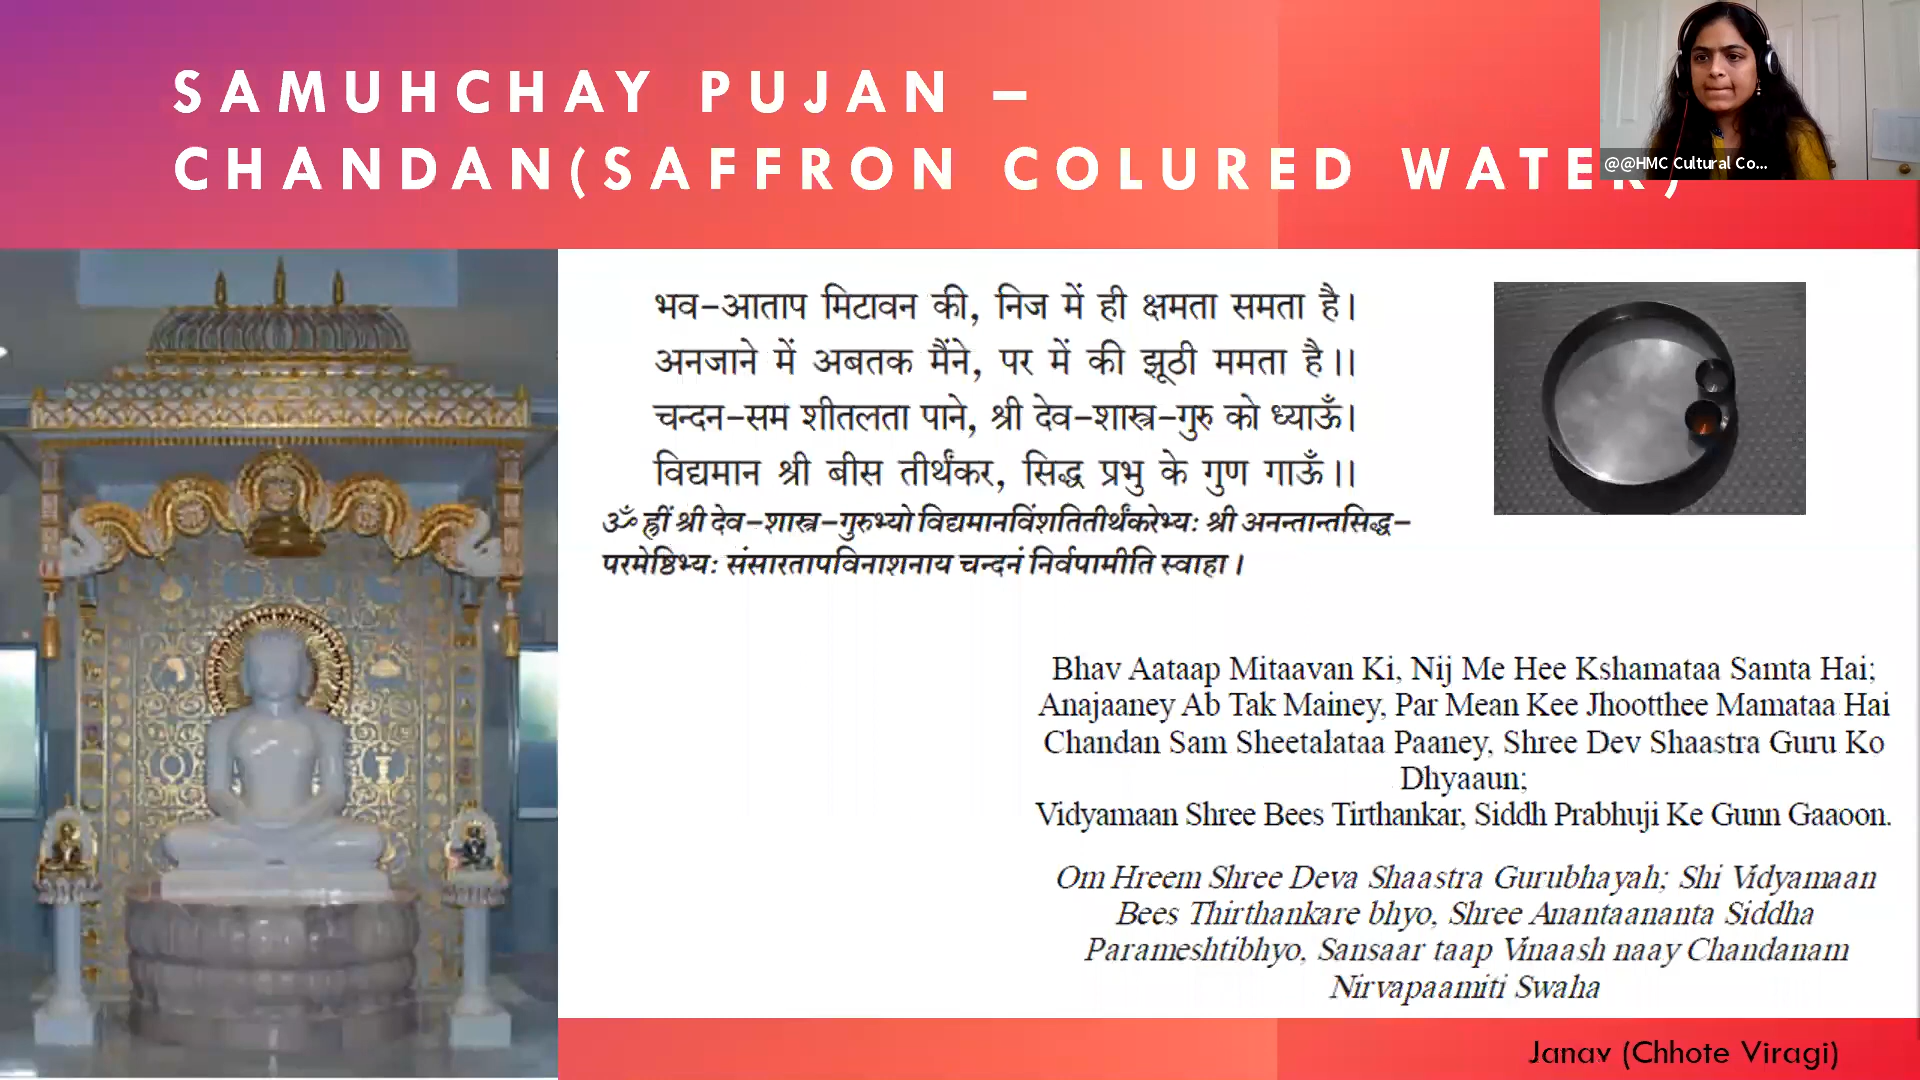 SAMUHCHAY PUJAN –
CHANDAN(SAFFRON COLURED WATER)
@@HMC Cultural Co...
भव-आताप मिटावन की, निज में ही क्षमता समता है।
अनजाने में अबतक मैंने, पर में की झूठी ममता है।।
चन्दन-सम शीतलता पाने, श्री देव-शास्त्र-गुरु को ध्याऊँ।
विद्यमान श्री बीस तीर्थंकर, सिद्ध प्रभु के गुण गाऊँ।।
ॐ ह्रीं श्री देव-शास्त्र-गुरुभ्यो विद्यमानविंशतितीर्थंकरेभ्यः श्री अनन्तान्तसिद्ध-
परमेष्ठिभ्यः संसारतापविनाशनाय चन्दनं निर्वपामीति स्वाहा।
Bhav Aataap Mitaavan Ki, Nij Me Hee Kshamataa Samta Hai;
Anajaaney Ab Tak Mainey, Par Mean Kee Jhootthee Mamataa Hai
Chandan Sam Sheetalataa Paaney, Shree Dev Shaastra Guru Ko
Dhyaaun;
Vidyamaan Shree Bees Tirthankar, Siddh Prabhuji Ke Gunn Gaaoon.
Om Hreem Shree Deva Shaastra Gurubhayah; Shi Vidyamaan
Bees Thirthankare bhyo, Shree Anantaananta Siddha
Parameshtibhyo, Sansaar taap Vinaash naay Chandanam
Nirvapaamiti Swaha
Janav (Chhote Viragi)